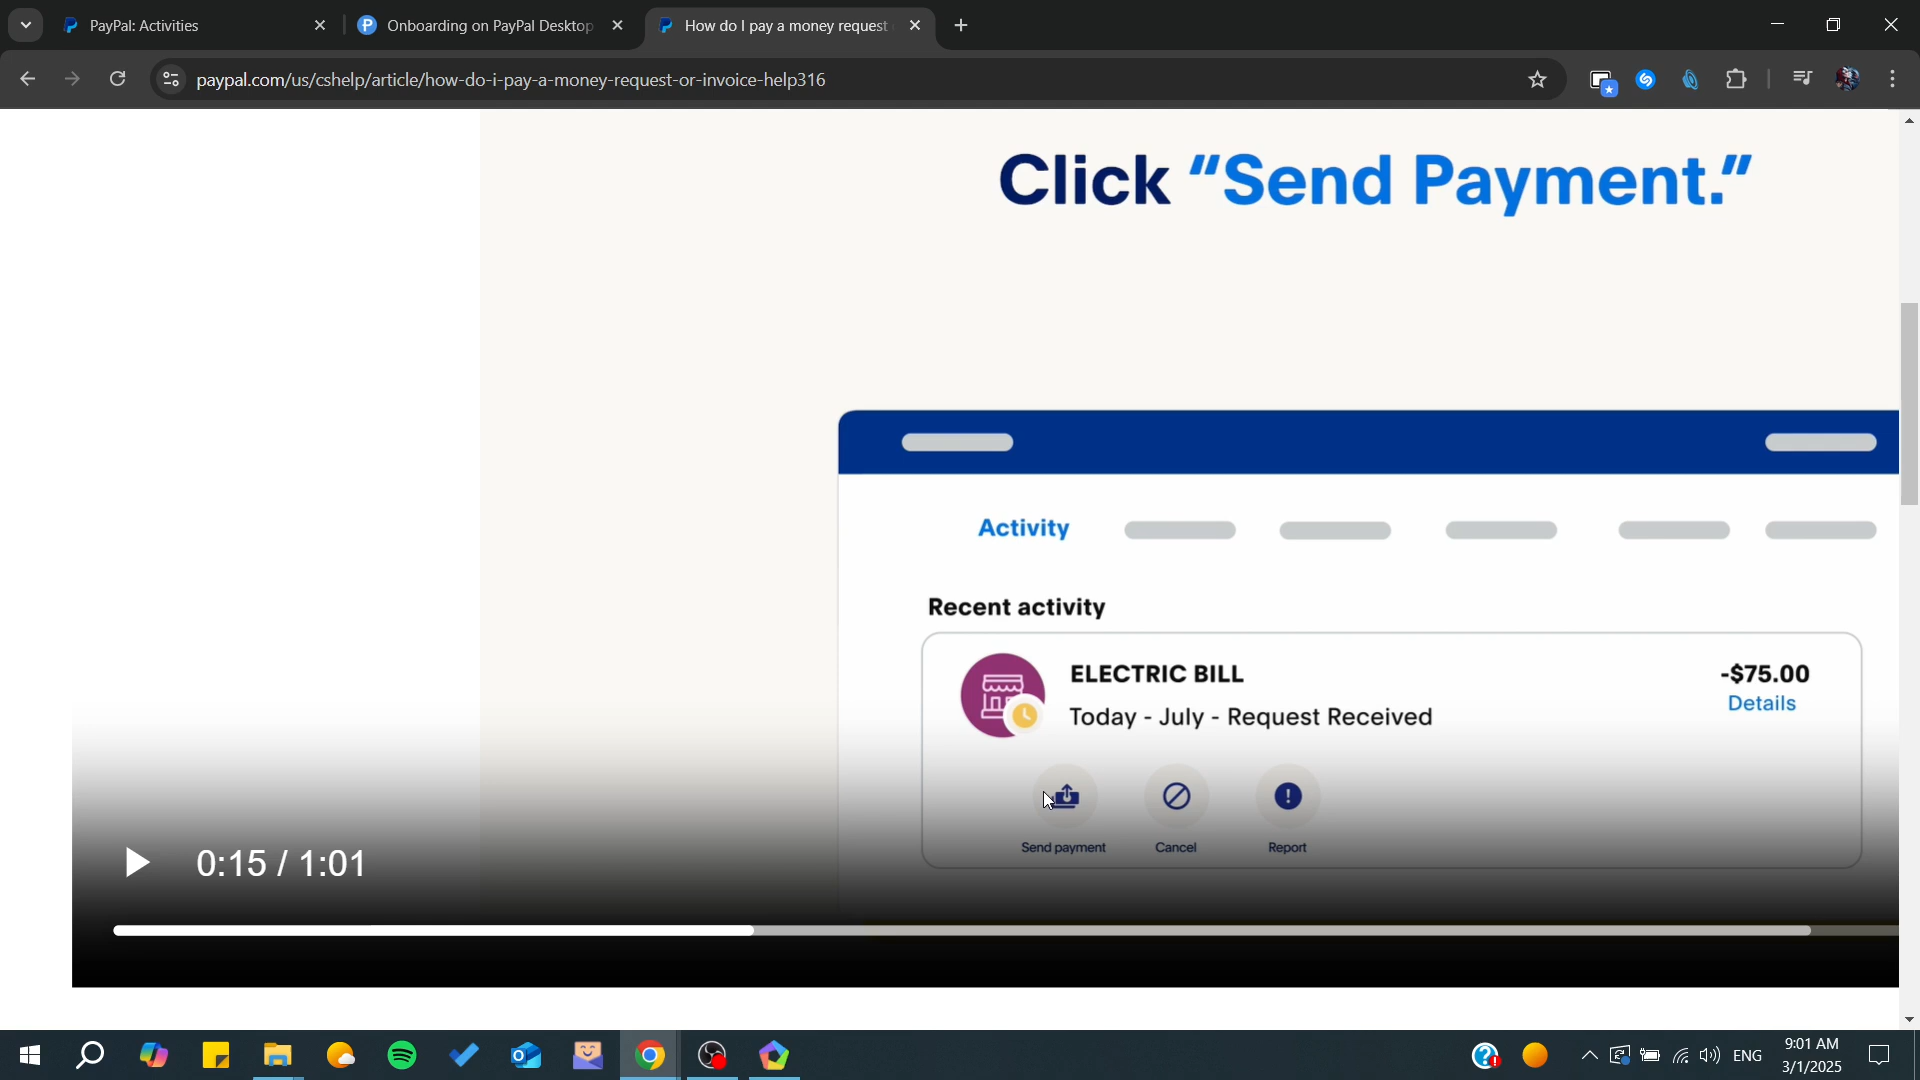 PayPal: Activities
Onboarding on PayPal Desktop
How do I pay a money request
paypal.com/us/cshelp/article/how-do-i-pay-a-money-request-or-invoice-help316
Click “Send Payment.”
Activity
Recent activity
ELECTRIC BILL
-$75.00
Today - July - Request Received
Details
Send payment
Cancel
Report
0:15 / 1:01
ENG
9:01 AM
3/1/2025